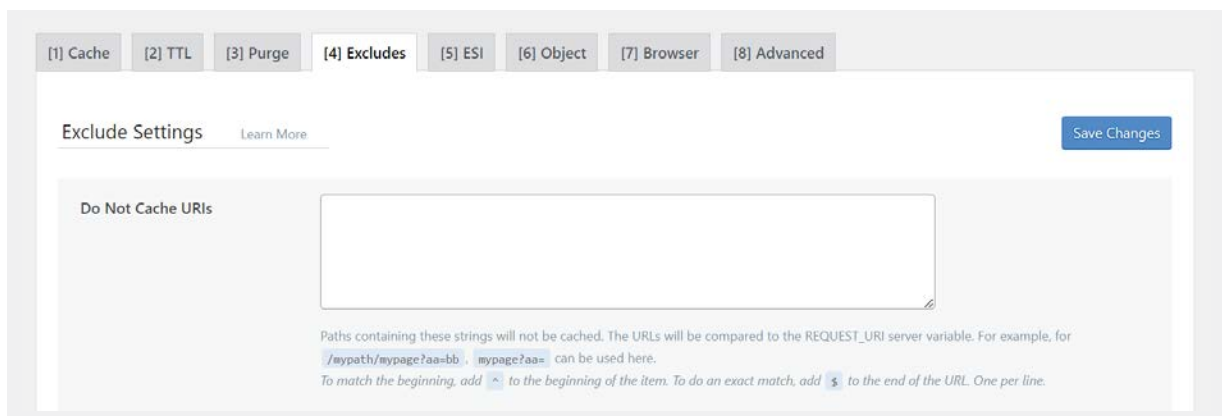 [1] Cache [2] TTL [3] Purge [4] Excludes [5] ESI [6] Object [7] Browser [8] Advanced
Exclude Settings Learn More Save Changes
Do Not Cache URIs
Paths containing these strings will not be cached. The URLs will be compared to the REQUEST_URI server variable. For example, for
/mypath/mypage?aa=bb , mypage?aa= can be used here.
To match the beginning, add ^ to the beginning of the item. To do an exact match, add $ to the end of the URL. One per line.